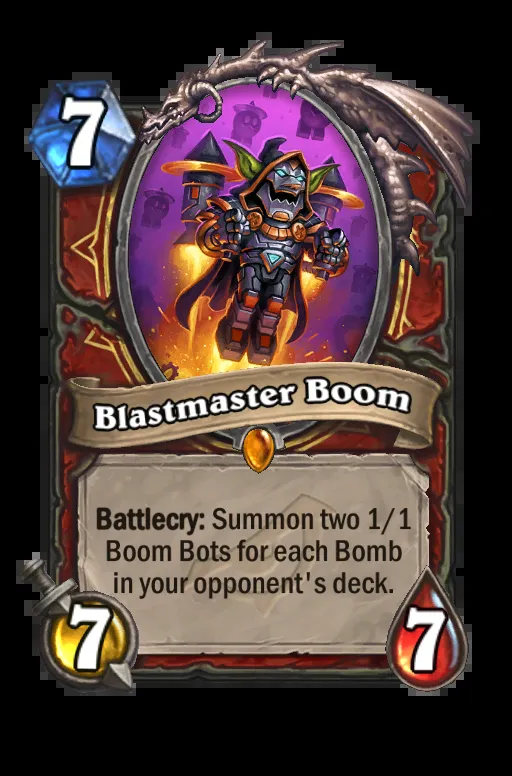 7
Blastmaster Boom
Battlecry: Summon two 1/1
Boom Bots for each Bomb
in your opponent's deck.
7
7